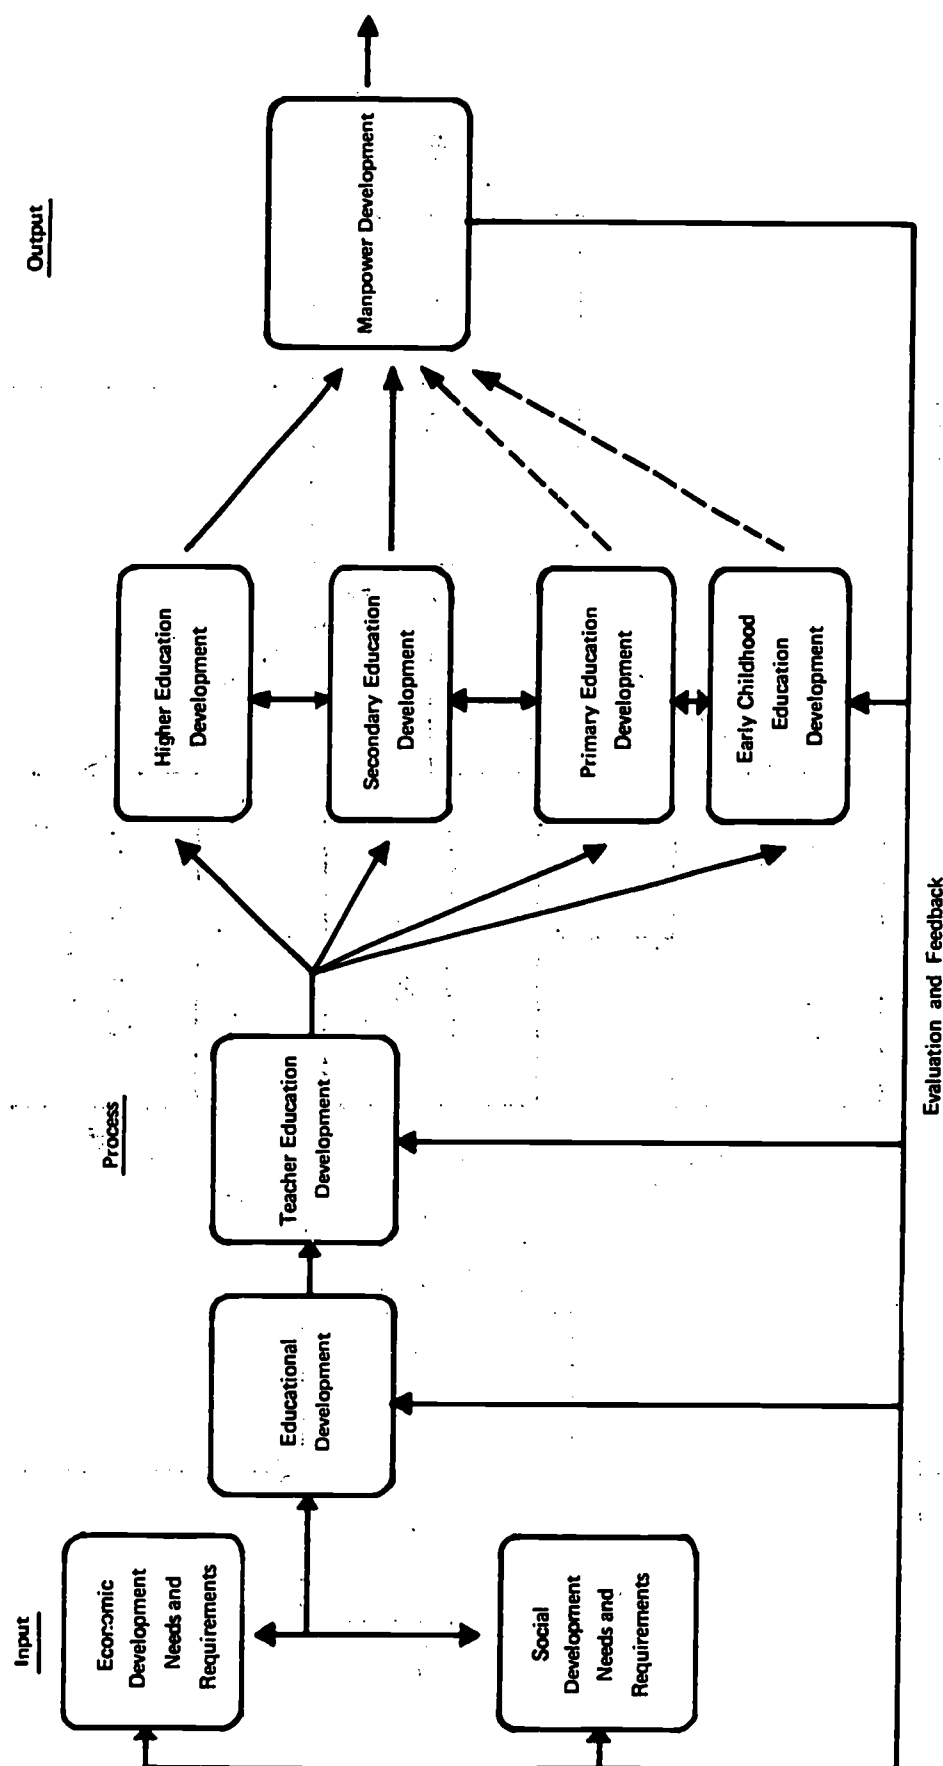 Input
Process
Output
Economic
Development
Needs and
Requirements
Social
Development
Needs and
Requirements
Educational
Development
Teacher Education
Development
Higher Education
Development
Secondary Education
Development
Primary Education
Development
Early Childhood
Education
Development
Manpower Development
Evaluation and Feedback